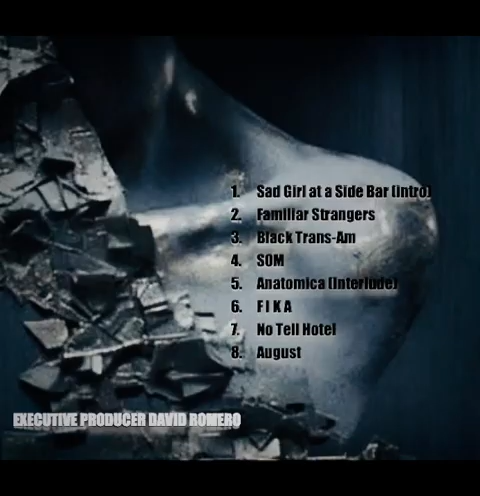 1. Sad Girl at a Side Bar (Intro)
2. Familiar Strangers
3. Black Trans-Am
4. SOM
5. Anatomica (Interlude)
6. F I K A
7. No Tell Hotel
8. August
EXECUTIVE PRODUCER DAVID ROMERO